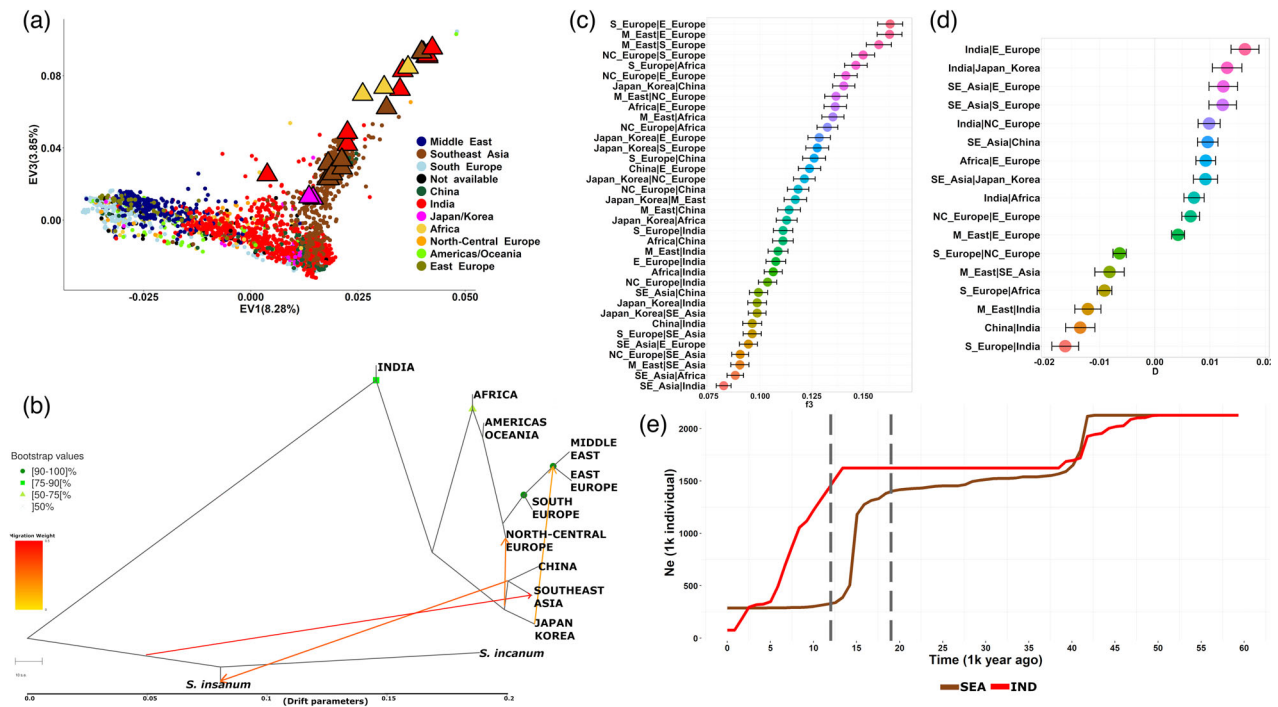 (a)
EV3(3.85%)
0.08
0.04
0.00
-0.025
0.000
0.025
0.050
EV1(8.28%)
Middle East
Southeast Asia
South Europe
Not available
China
India
Japan/Korea
Africa
North-Central Europe
Americas/Oceania
East Europe
(b)
Bootstrap values
[90-100]%
[75-90[%
[50-75[%
]50%
Migration Weight
0.5
0
INDIA
AFRICA
AMERICAS
OCEANIA
MIDDLE
EAST
EAST
EUROPE
SOUTH
EUROPE
NORTH-CENTRAL
EUROPE
CHINA
SOUTHEAST
ASIA
JAPAN
KOREA
S. incanum
S. insanum
10 s.e.
0.0
0.05
0.1
0.15
0.2
(Drift parameters)
(c)
S_Europe|E_Europe
M_East|E_Europe
M_East|S_Europe
NC_Europe|S_Europe
S_Europe|Africa
NC_Europe|E_Europe
Japan_Korea|China
M_East|NC_Europe
Africa|E_Europe
M_East|Africa
NC_Europe|Africa
Japan_Korea|E_Europe
Japan_Korea|S_Europe
S_Europe|China
China|E_Europe
Japan_Korea|NC_Europe
NC_Europe|China
Japan_Korea|M_East
M_East|China
Japan_Korea|Africa
S_Europe|India
Africa|China
M_East|India
E_Europe|India
Africa|India
NC_Europe|India
SE_Asia|China
Japan_Korea|India
Japan_Korea|SE_Asia
China|India
S_Europe|SE_Asia
SE_Asia|E_Europe
NC_Europe|SE_Asia
M_East|SE_Asia
SE_Asia|Africa
SE_Asia|India
0.075
0.100
0.125
0.150
f3
(d)
India|E_Europe
India|Japan_Korea
SE_Asia|E_Europe
SE_Asia|S_Europe
India|NC_Europe
SE_Asia|China
Africa|E_Europe
SE_Asia|Japan_Korea
India|Africa
NC_Europe|E_Europe
M_East|E_Europe
S_Europe|NC_Europe
M_East|SE_Asia
S_Europe|Africa
M_East|India
China|India
S_Europe|India
-0.02
-0.01
0.00
0.01
D
(e)
Ne (1k individual)
2000
1500
1000
500
0
0
5
10
15
20
25
30
35
40
45
50
55
60
Time (1k year ago)
SEA
IND